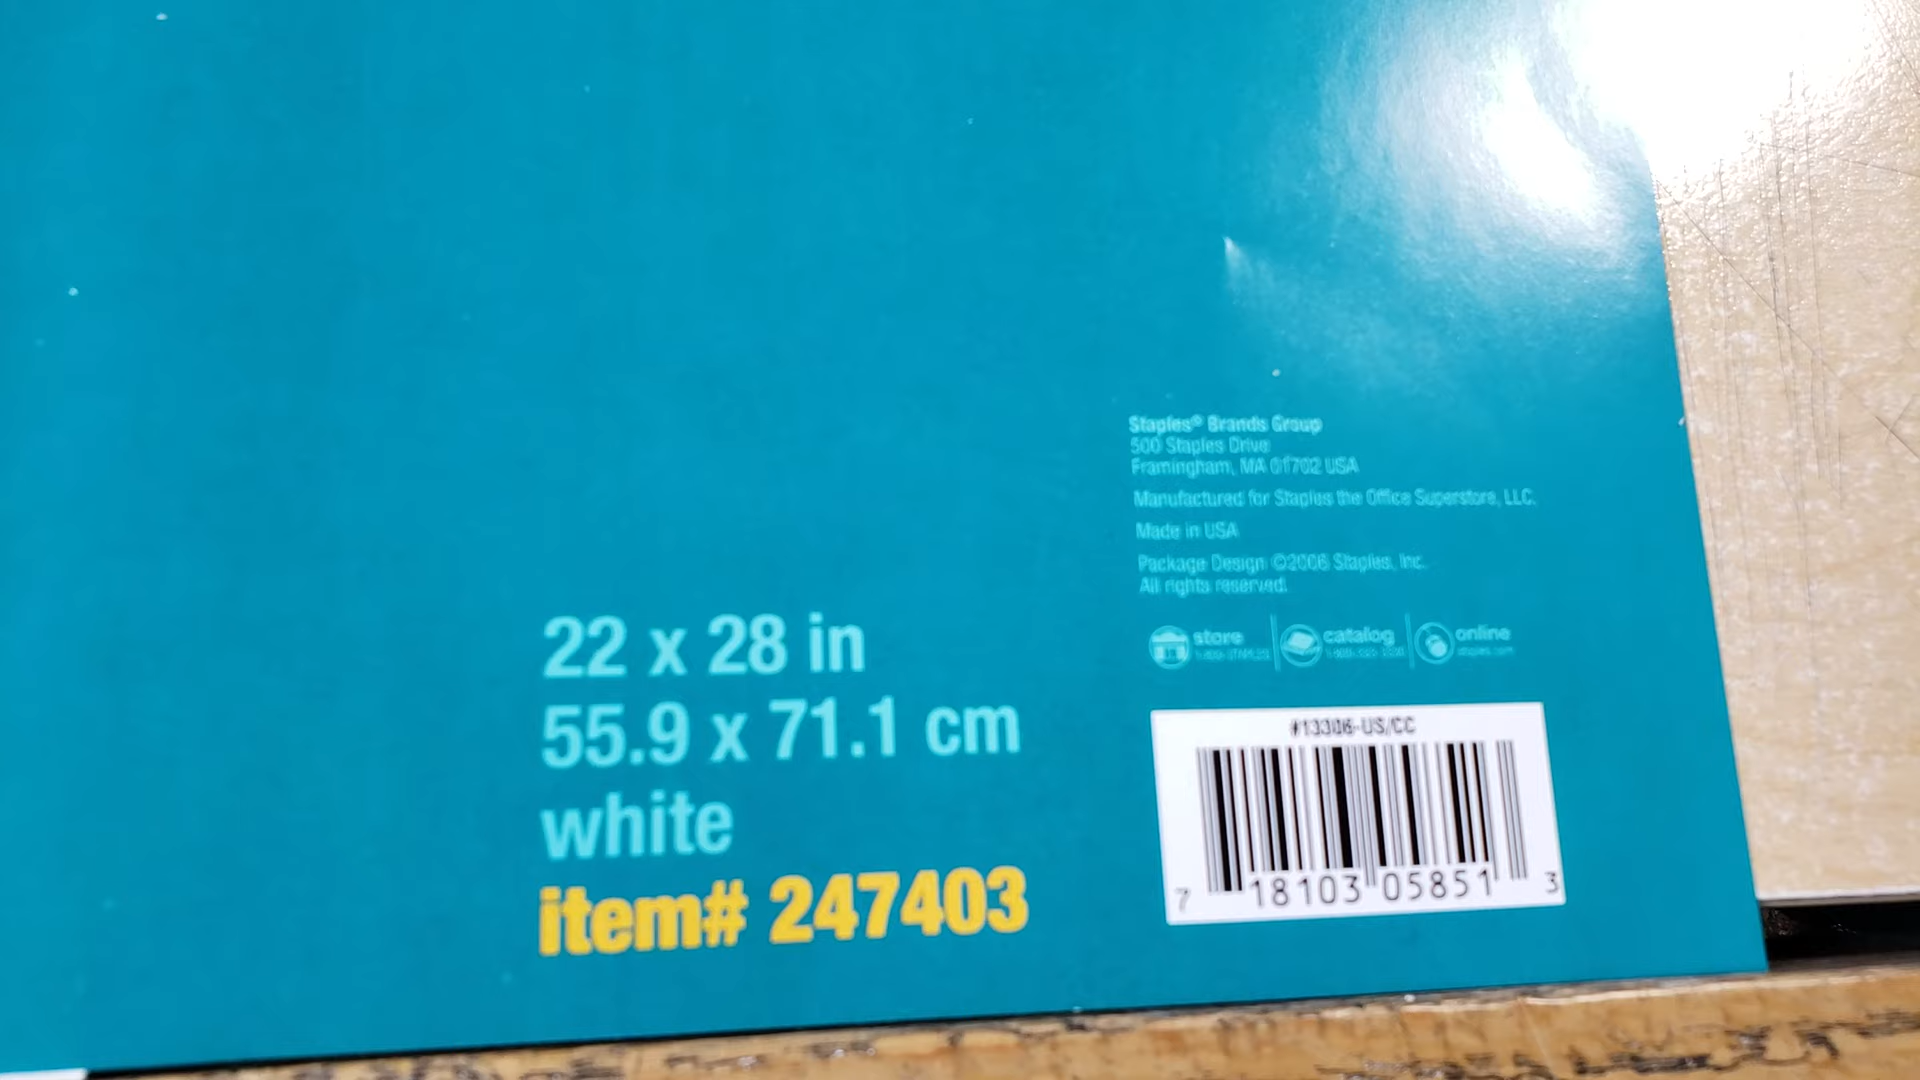 Staples® Brands Group
500 Staples Drive
Framingham, MA 01702 USA
Manufactured for Staples the Office Superstore, LLC.
Made in USA
Package Design ©2006 Staples, Inc.
All rights reserved.
store
catalog
online
staples.com
22 x 28 in
55.9 x 71.1 cm
white
item# 247403
#13306-US/CC
7 18103 05851 3